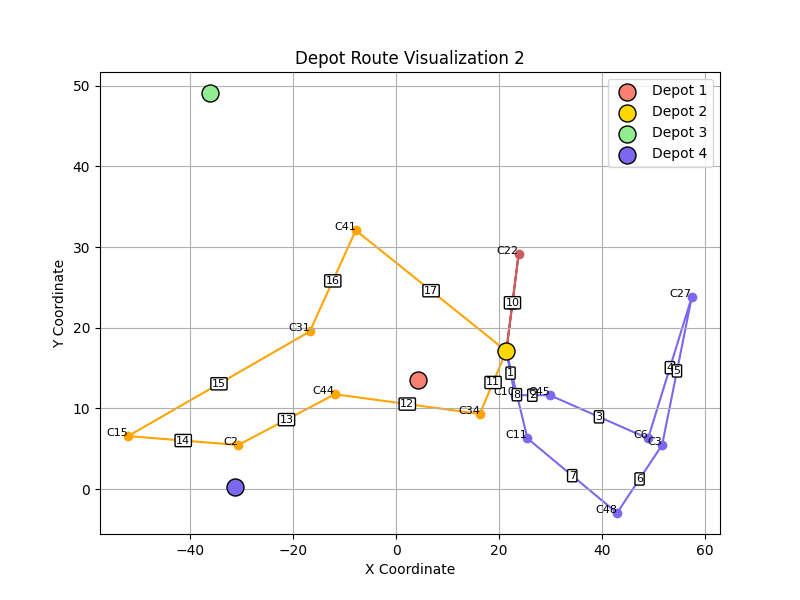 Depot Route Visualization 2
Depot 1
Depot 2
Depot 3
Depot 4
50
40
30
20
10
0
−40
−20
0
20
40
60
X Coordinate
Y Coordinate
C41
C22
C27
C31
C44
C45
C34
C15
C2
C11
C6
C3
C48
1
2
3
4
5
6
7
8
10
11
12
13
14
15
16
17